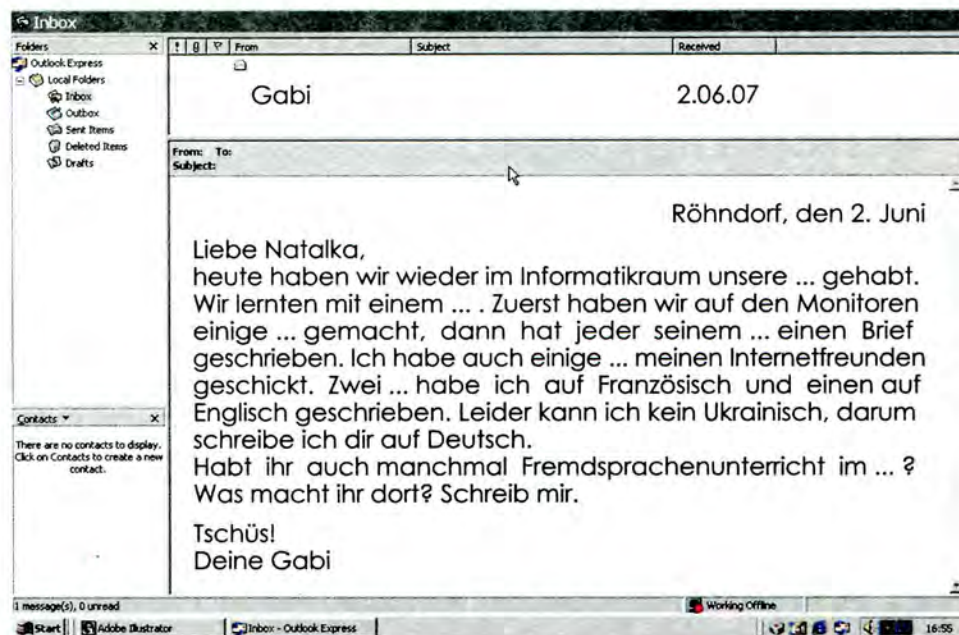 Inbox
Folders × ! From Subject Received
Outlook Express
Local Folders
Inbox
Outbox
Sent Items
Deleted Items
Drafts
Gabi 2.06.07
From: To:
Subject:
Röhndorf, den 2. Juni
Liebe Natalka,
heute haben wir wieder im Informatikraum unsere ... gehabt.
Wir lernten mit einem ... . Zuerst haben wir auf den Monitoren
einige ... gemacht, dann hat jeder seinem ... einen Brief
geschrieben. Ich habe auch einige ... meinen Internetfreunden
geschickt. Zwei ... habe ich auf Französisch und einen auf
Englisch geschrieben. Leider kann ich kein Ukrainisch, darum
schreibe ich dir auf Deutsch.
Habt ihr auch manchmal Fremdsprachenunterricht im ... ?
Was macht ihr dort? Schreib mir.
Tschüs!
Deine Gabi
Contacts ×
There are no contacts to display.
Click on Contacts to create a new
contact.
1 message(s), 0 unread Working Offline
Start Adobe Illustrator Inbox - Outlook Express 16:55